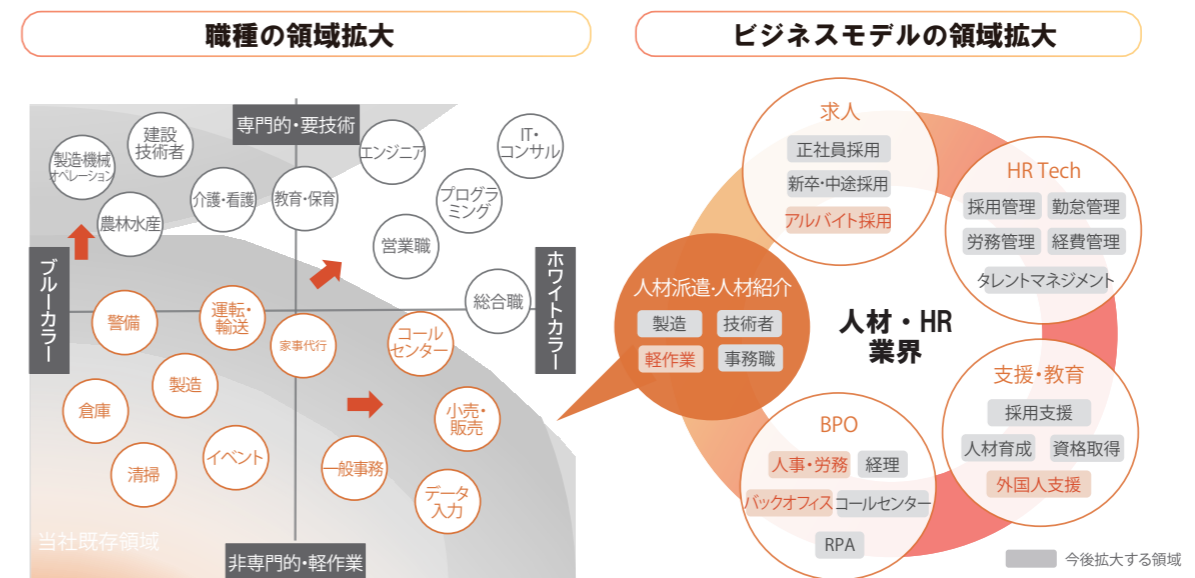 職種の領域拡大
専門的・要技術
ブルーカラー
ホワイトカラー
非専門的・軽作業
製造機械
オペレーション
建設
技術者
介護・看護
教育・保育
エンジニア
IT・
コンサル
農林水産
プログラ
ミング
営業職
総合職
警備
運転・
輸送
家事代行
コール
センター
製造
倉庫
小売・
販売
イベント
一般事務
清掃
データ
入力
当社既存領域
ビジネスモデルの領域拡大
求人
正社員採用
新卒・中途採用
アルバイト採用
HR Tech
採用管理 勤怠管理
労務管理 経費管理
タレントマネジメント
人材派遣・人材紹介
製造 技術者
軽作業 事務職
人材・HR
業界
支援・教育
採用支援
人材育成 資格取得
外国人支援
BPO
人事・労務 経理
バックオフィス コールセンター
RPA
今後拡大する領域